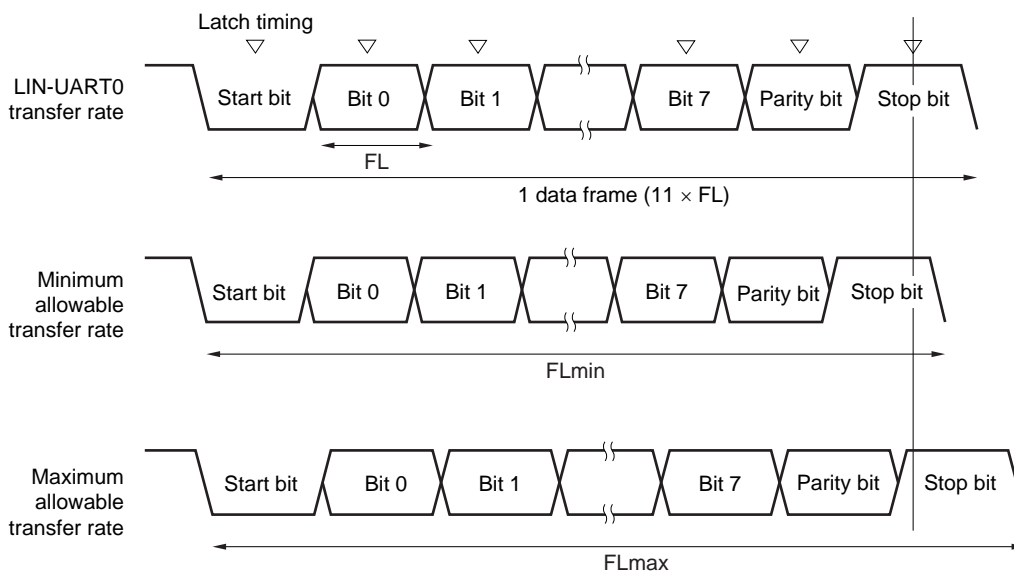 Latch timing
LIN-UART0
transfer rate
Start bit
Bit 0
Bit 1
Bit 7
Parity bit
Stop bit
FL
1 data frame (11 × FL)
Minimum
allowable
transfer rate
Start bit
Bit 0
Bit 1
Bit 7
Parity bit
Stop bit
FLmin
Maximum
allowable
transfer rate
Start bit
Bit 0
Bit 1
Bit 7
Parity bit
Stop bit
FLmax